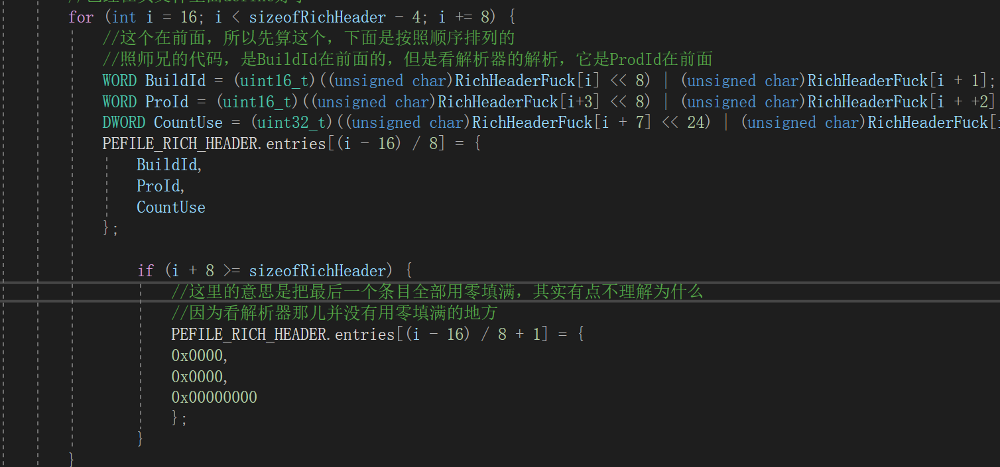 for (int i = 16; i < sizeofRichHeader - 4; i += 8) {
//这个在前面，所以先算这个，下面是按照顺序排列的
//照师兄的代码，是BuildId在前面的，但是看解析器的解析，它是ProdId在前面
WORD BuildId = (uint16_t)((unsigned char)RichHeaderFuck[i] << 8) | (unsigned char)RichHeaderFuck[i + 1];
WORD ProId = (uint16_t)((unsigned char)RichHeaderFuck[i+3] << 8) | (unsigned char)RichHeaderFuck[i + +2]
DWORD CountUse = (uint32_t)((unsigned char)RichHeaderFuck[i + 7] << 24) | (unsigned char)RichHeaderFuck[
PEFILE_RICH_HEADER.entries[(i - 16) / 8] = {
BuildId,
ProId,
CountUse
};
if (i + 8 >= sizeofRichHeader) {
//这里的意思是把最后一个条目全部用零填满，其实有点不理解为什么
//因为看解析器那儿并没有用零填满的地方
PEFILE_RICH_HEADER.entries[(i - 16) / 8 + 1] = {
0x0000,
0x0000,
0x00000000
};
}
}